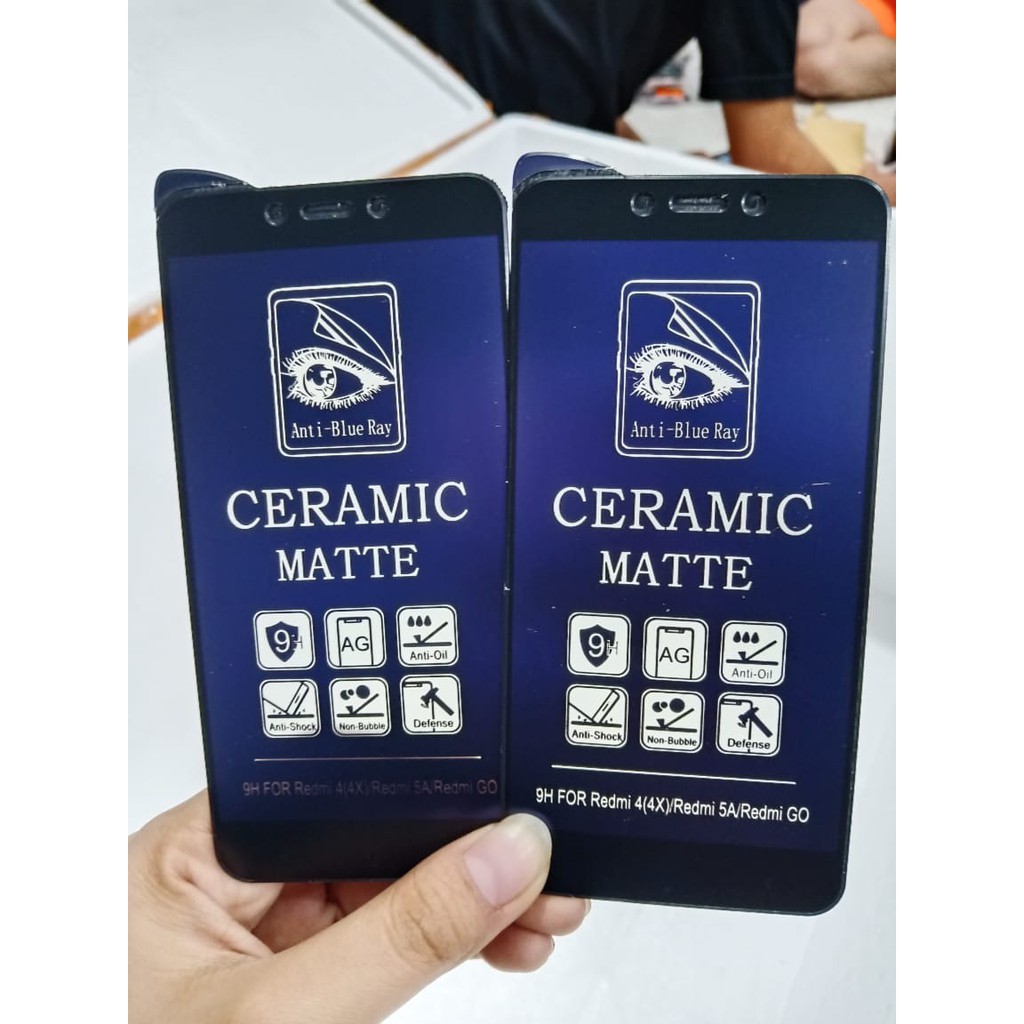 Anti-Blue Ray
CERAMIC
MATTE
9H
AG
Anti-Oil
Anti-Shock
Non-Bubble
Defense
9H FOR Redmi 4(4X)/Redmi 5A/Redmi GO
Anti-Blue Ray
CERAMIC
MATTE
9H
AG
Anti-Oil
Anti-Shock
Non-Bubble
Defense
9H FOR Redmi 4(4X)/Redmi 5A/Redmi GO